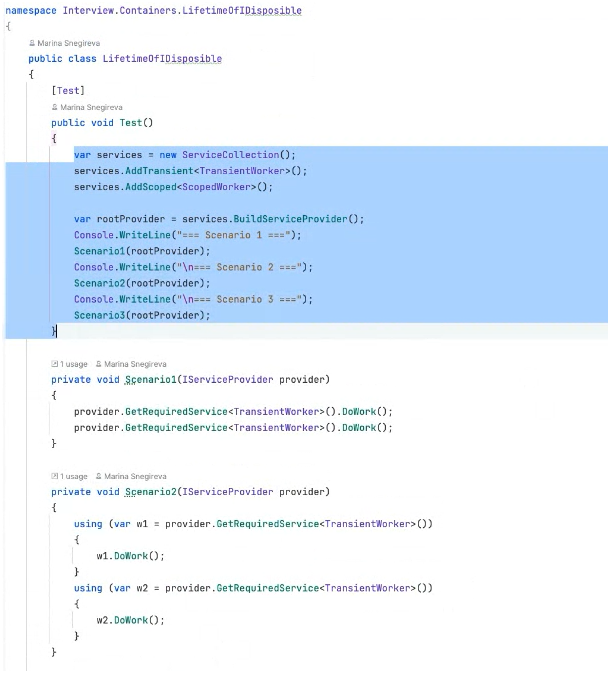 namespace Interview.Containers.LifetimeOfIDisposible
{
Marina Snegireva
public class LifetimeOfIDisposible
{
[Test]
Marina Snegireva
public void Test()
{
var services = new ServiceCollection();
services.AddTransient<TransientWorker>();
services.AddScoped<ScopedWorker>();
var rootProvider = services.BuildServiceProvider();
Console.WriteLine("=== Scenario 1 ===");
Scenario1(rootProvider);
Console.WriteLine("\n=== Scenario 2 ===");
Scenario2(rootProvider);
Console.WriteLine("\n=== Scenario 3 ===");
Scenario3(rootProvider);
}
1 usage Marina Snegireva
private void Scenario1(IServiceProvider provider)
{
provider.GetRequiredService<TransientWorker>().DoWork();
provider.GetRequiredService<TransientWorker>().DoWork();
}
1 usage Marina Snegireva
private void Scenario2(IServiceProvider provider)
{
using (var w1 = provider.GetRequiredService<TransientWorker>())
{
w1.DoWork();
}
using (var w2 = provider.GetRequiredService<TransientWorker>())
{
w2.DoWork();
}
}